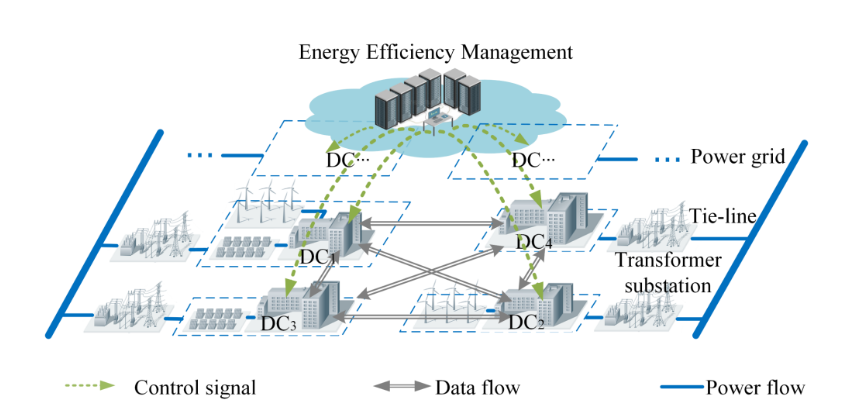 Energy Efficiency Management
DC···
DC···
Power grid
Tie-line
DC1
DC4
Transformer
substation
DC3
DC2
Control signal
Data flow
Power flow